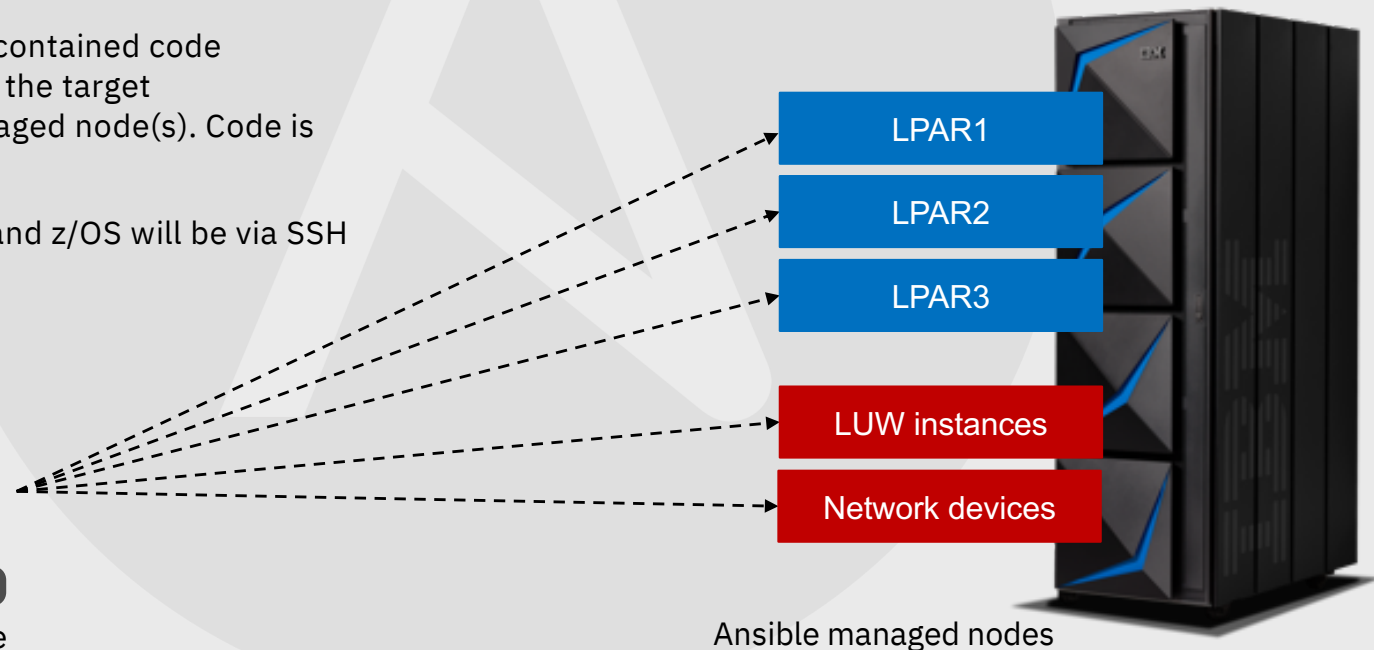 contained code
the target
aged node(s). Code is
and z/OS will be via SSH
LPAR1
LPAR2
LPAR3
LUW instances
Network devices
e
Ansible managed nodes
IBM